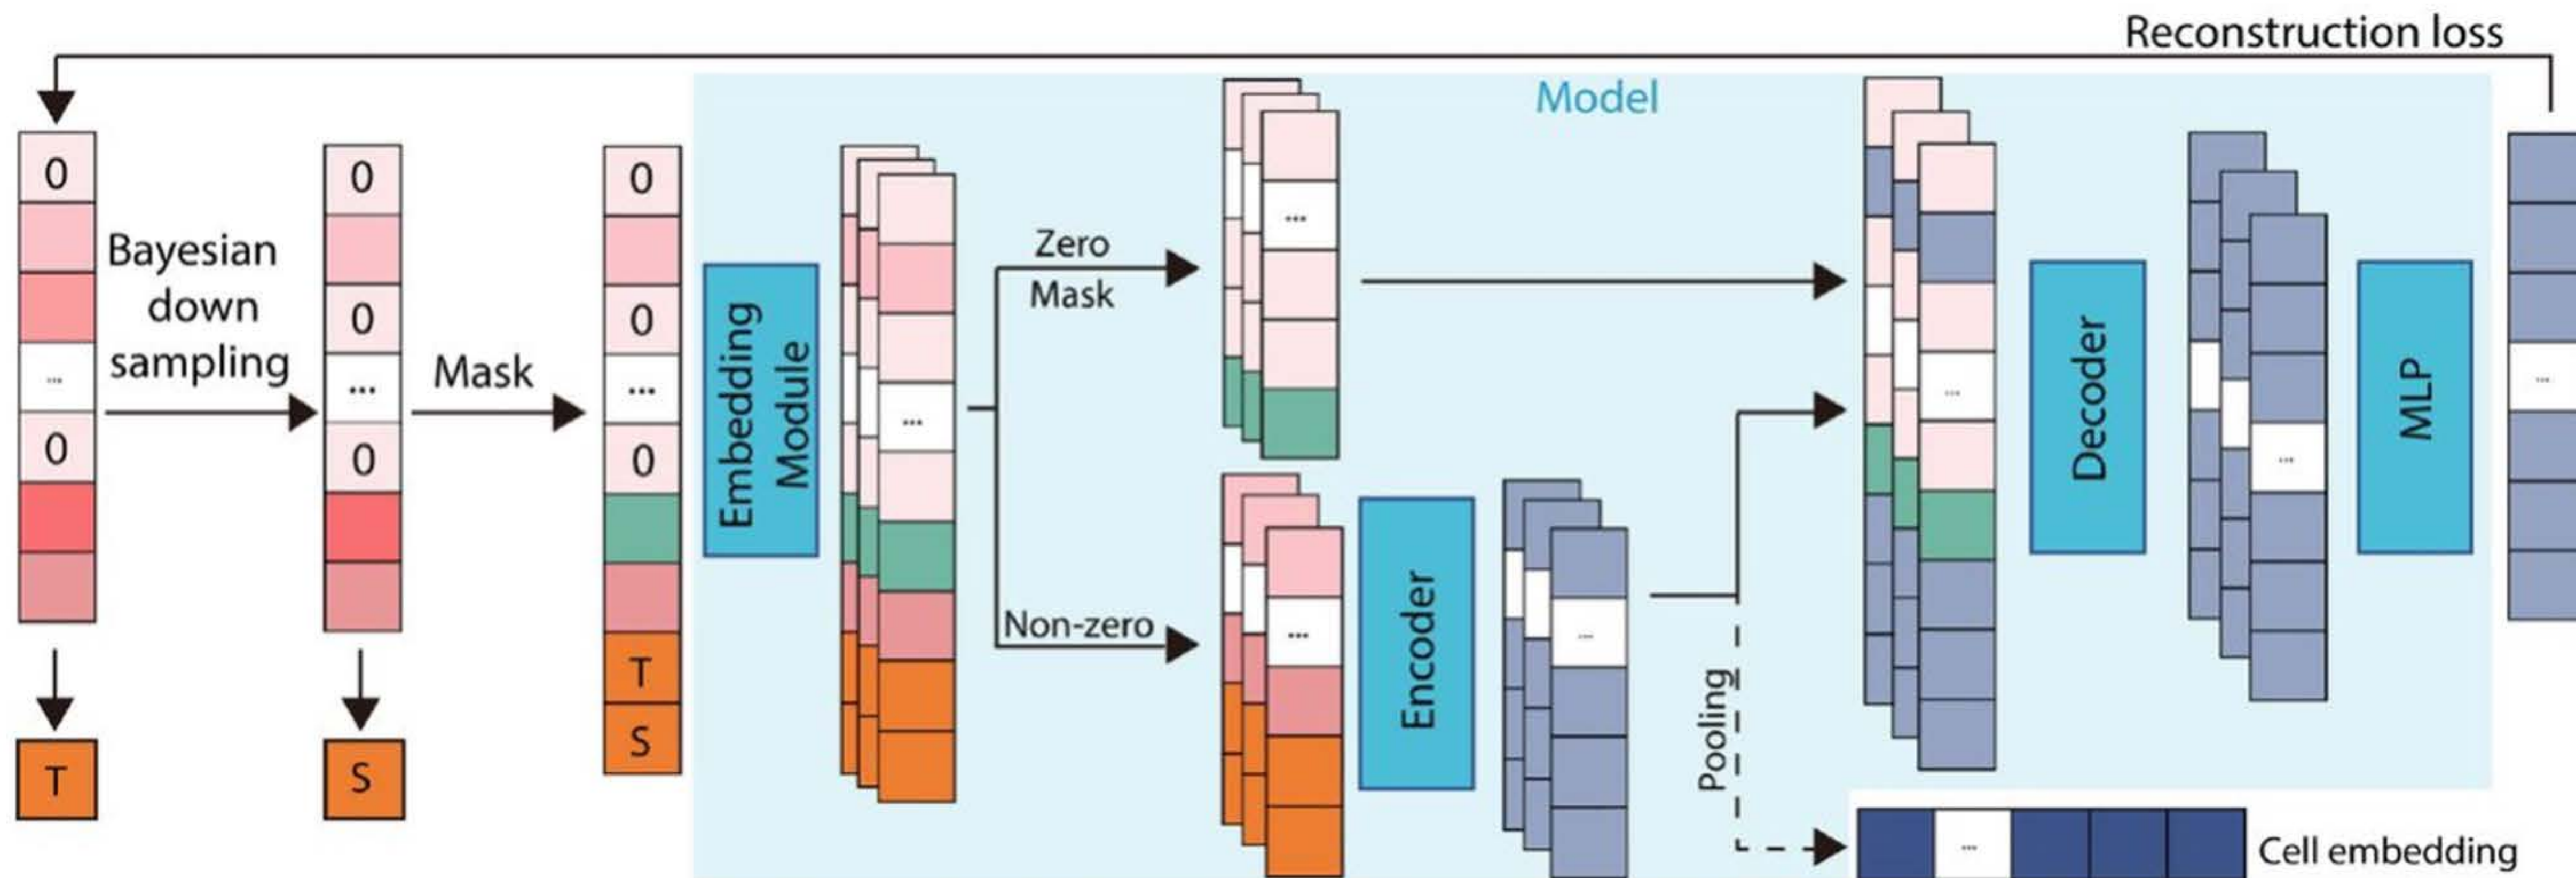 Reconstruction loss
Model
0
...
0
T
Bayesian
down
sampling
0
0
...
0
S
Mask
0
0
...
0
T
S
Embedding
Module
...
Zero
Mask
Non-zero
...
...
Encoder
...
Pooling
...
Decoder
...
MLP
...
...
Cell embedding